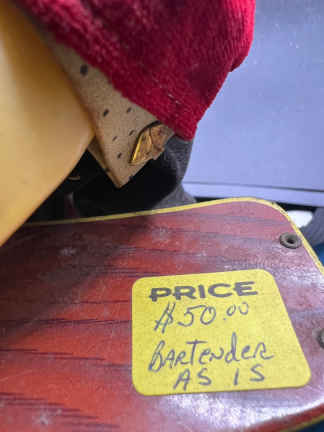 PRICE
$50.00
BARTENDER
AS IS